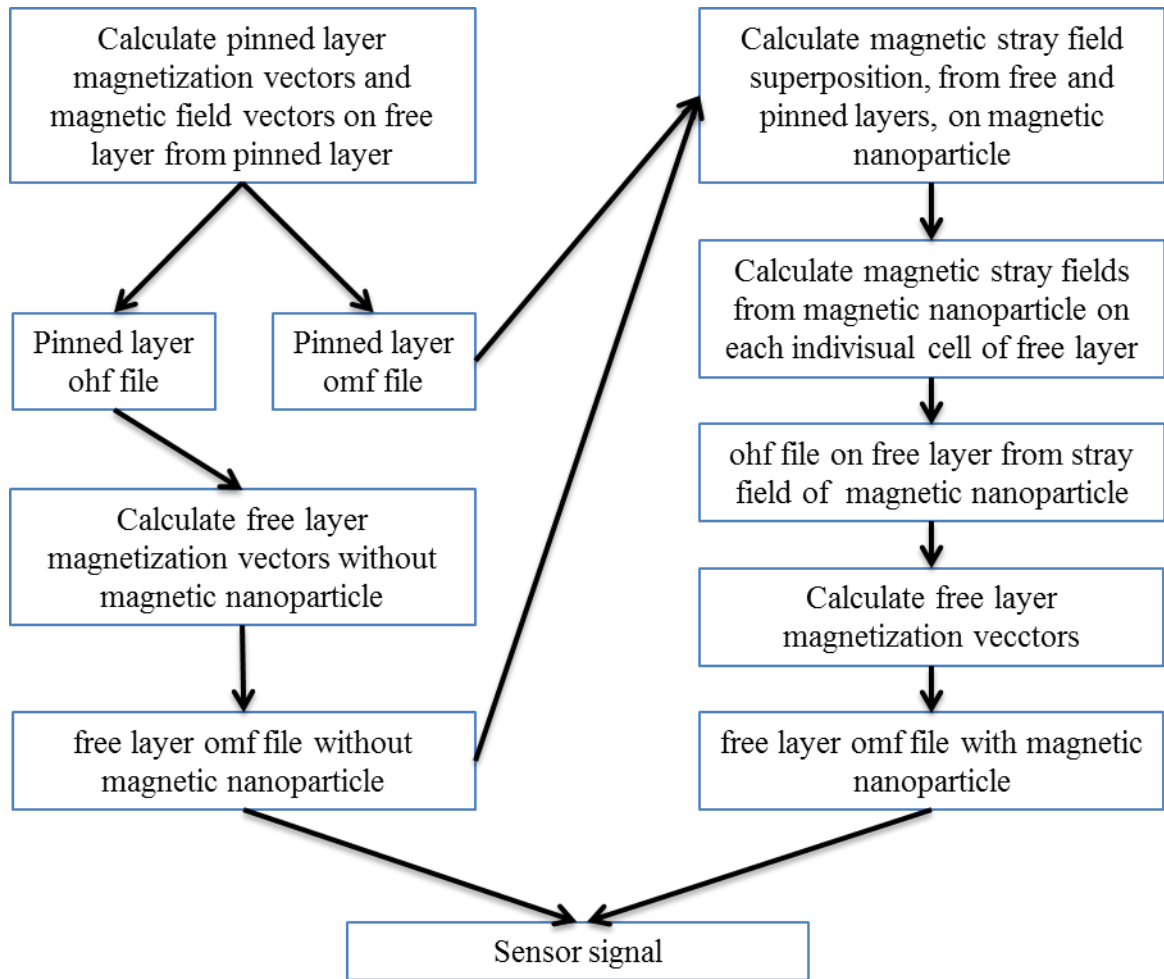 Calculate pinned layer
magnetization vectors and
magnetic field vectors on free
layer from pinned layer
Pinned layer
ohf file
Pinned layer
omf file
Calculate free layer
magnetization vectors without
magnetic nanoparticle
free layer omf file without
magnetic nanoparticle
Calculate magnetic stray field
superposition, from free and
pinned layers, on magnetic
nanoparticle
Calculate magnetic stray fields
from magnetic nanoparticle on
each indivisual cell of free layer
ohf file on free layer from stray
field of magnetic nanoparticle
Calculate free layer
magnetization vecctors
free layer omf file with magnetic
nanoparticle
Sensor signal